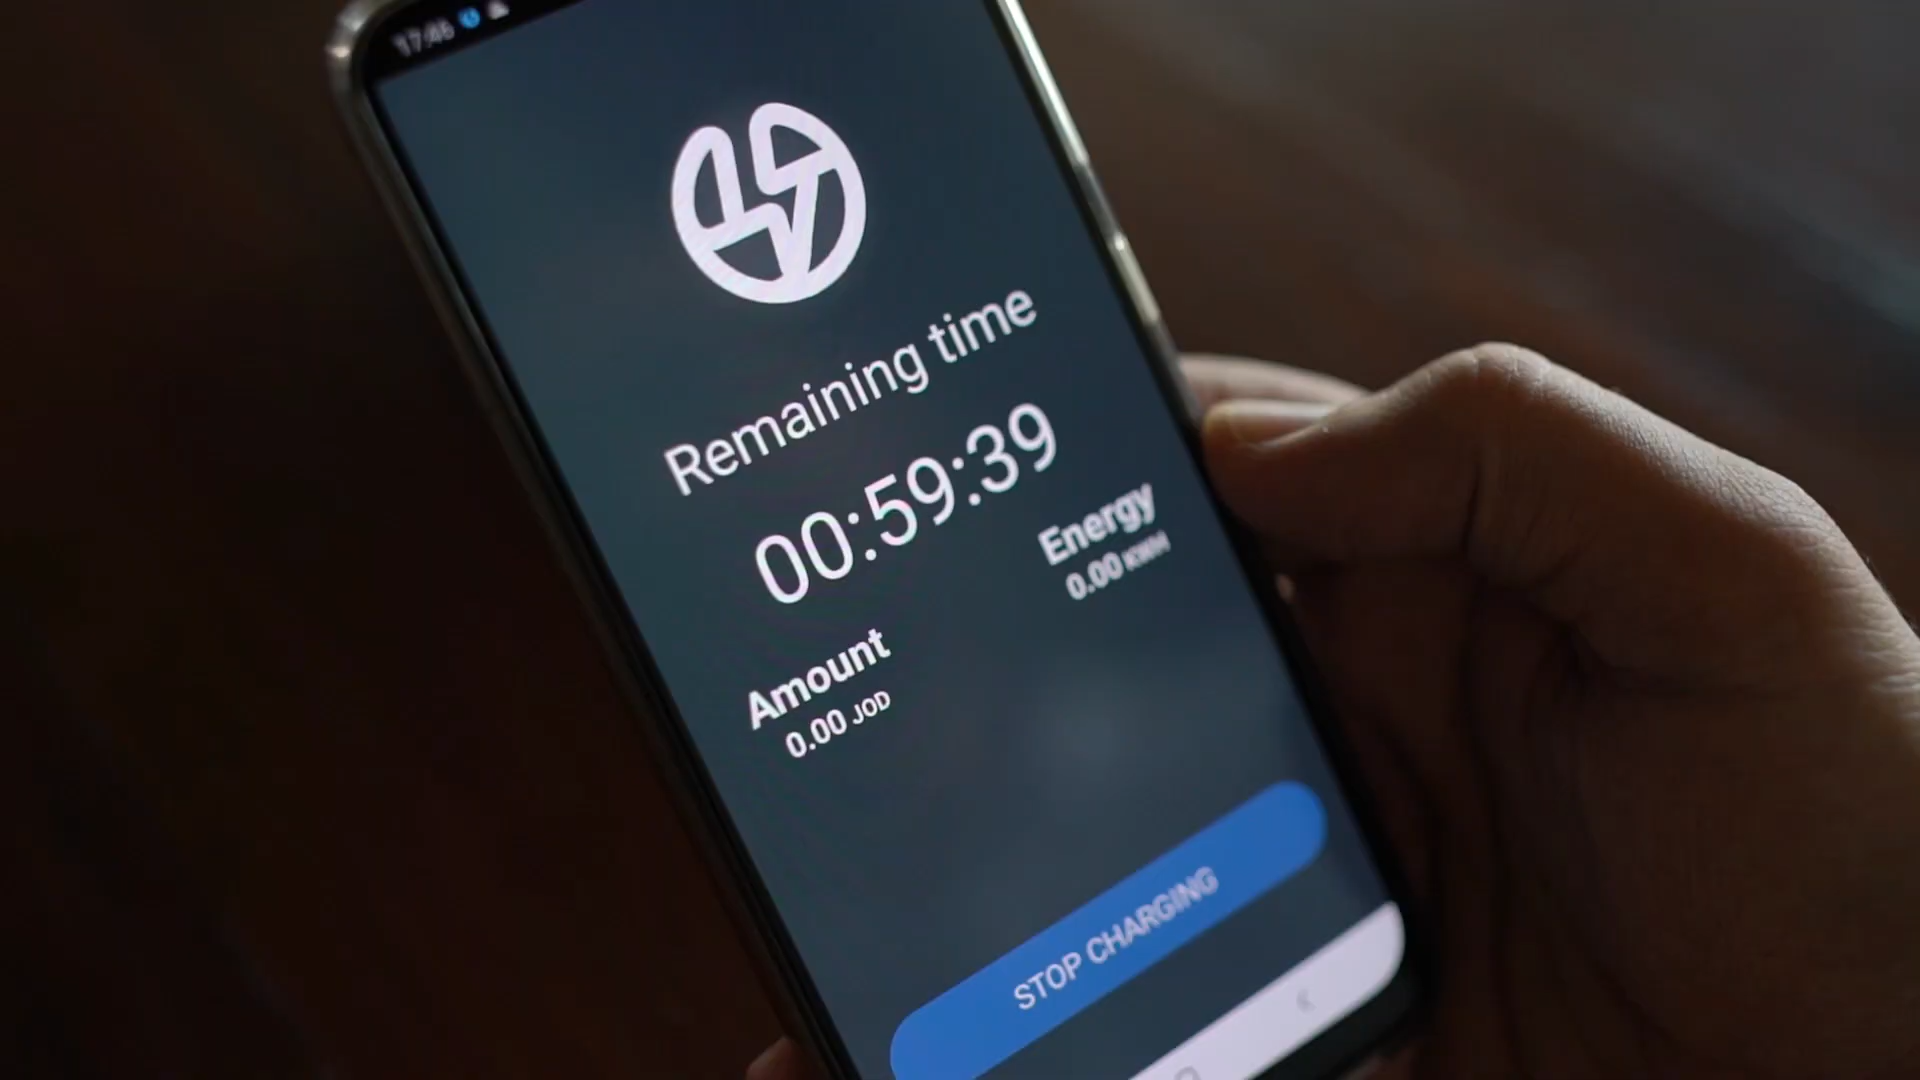 17:46
Remaining time
00:59:39
Energy
0.00 KWH
Amount
0.00 JOD
STOP CHARGING